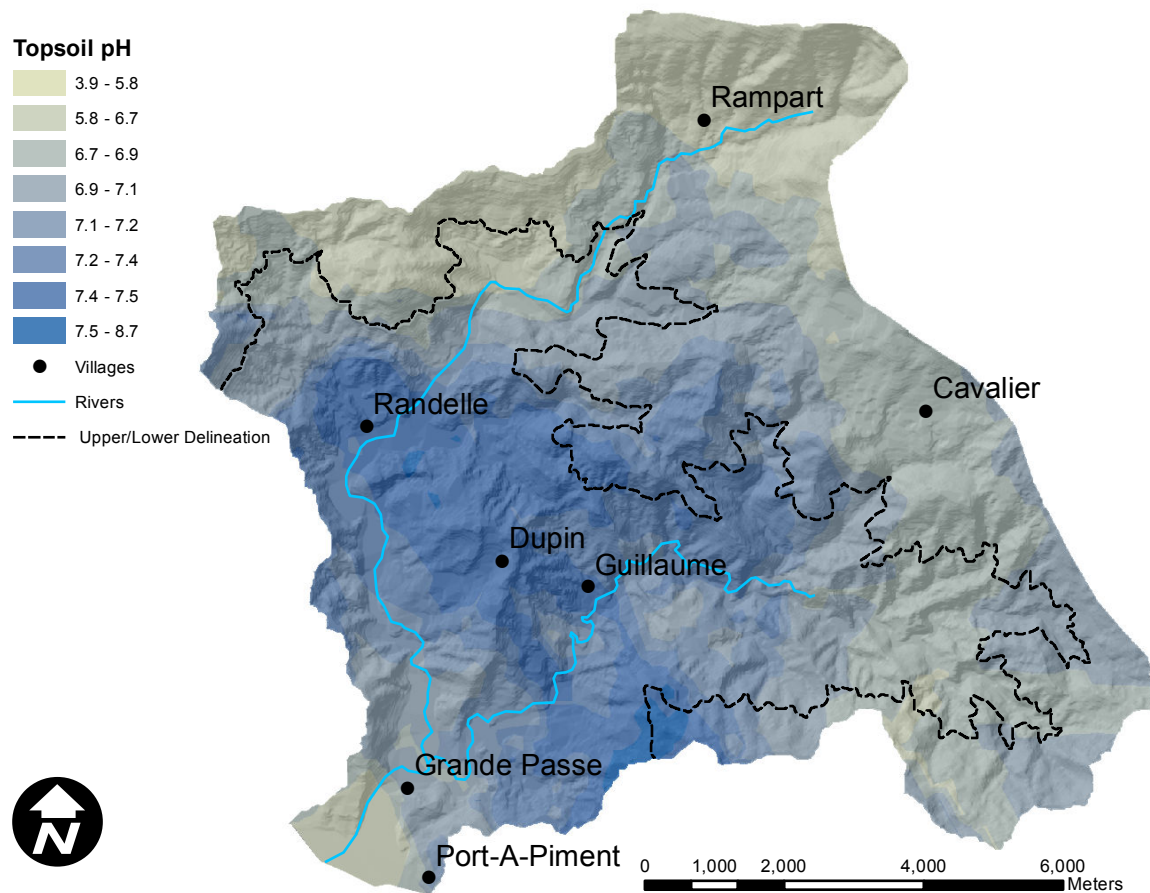 Topsoil pH
3.9 - 5.8
5.8 - 6.7
6.7 - 6.9
6.9 - 7.1
7.1 - 7.2
7.2 - 7.4
7.4 - 7.5
7.5 - 8.7
Villages
Rivers
Upper/Lower Delineation
Rampart
Cavalier
Randelle
Dupin
Guillaume
Grande Passe
Port-A-Piment
N
0 1,000 2,000 4,000 6,000
Meters